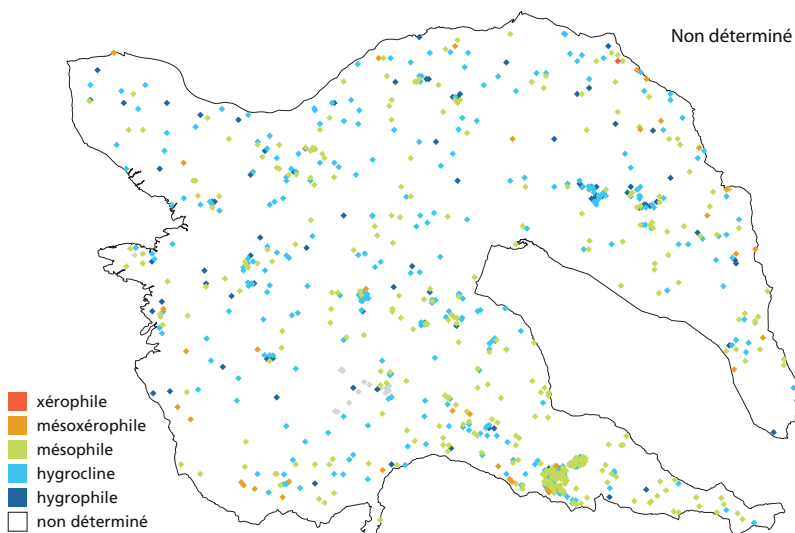 Non déterminé
xérophile
mésoxérophile
mésophile
hygrocline
hygrophile
non déterminé